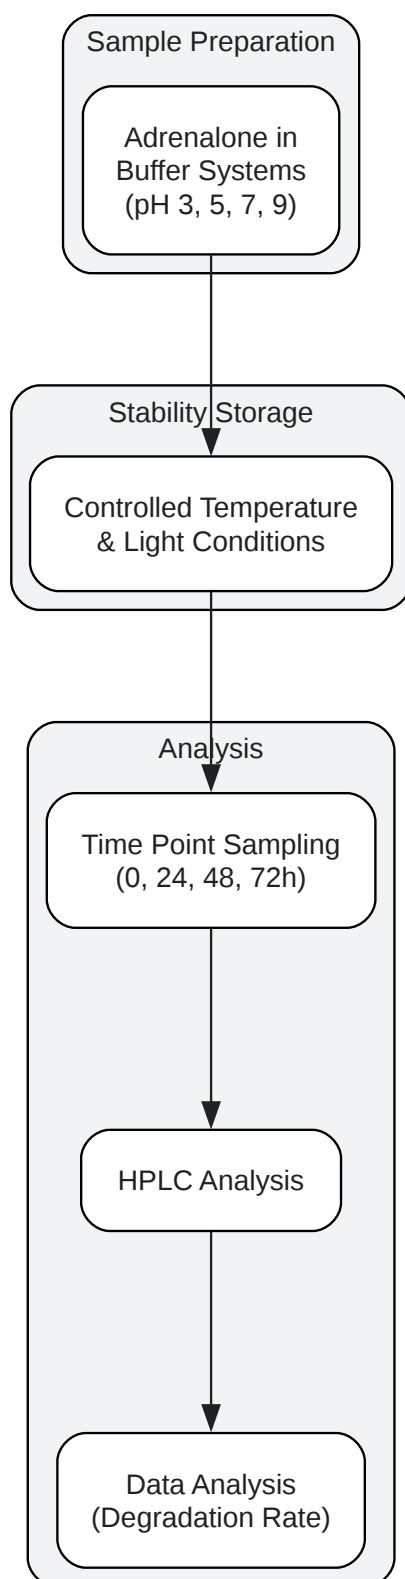 Sample Preparation
Adrenalone in
Buffer Systems
(pH 3, 5, 7, 9)
Stability Storage
Controlled Temperature
& Light Conditions
Analysis
Time Point Sampling
(0, 24, 48, 72h)
HPLC Analysis
Data Analysis
(Degradation Rate)